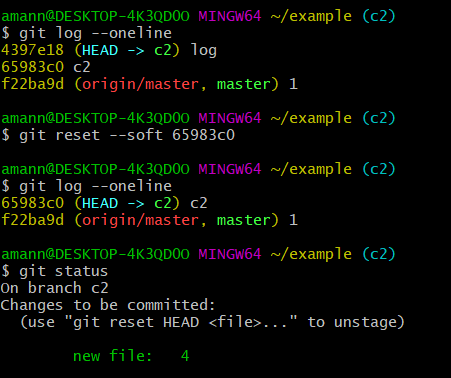 amann@DESKTOP-4K3QD0O MINGW64 ~/example (c2)
$ git log --oneline
4397e18 (HEAD -> c2) log
65983c0 c2
f22ba9d (origin/master, master) 1
amann@DESKTOP-4K3QD0O MINGW64 ~/example (c2)
$ git reset --soft 65983c0
amann@DESKTOP-4K3QD0O MINGW64 ~/example (c2)
$ git log --oneline
65983c0 (HEAD -> c2) c2
f22ba9d (origin/master, master) 1
amann@DESKTOP-4K3QD0O MINGW64 ~/example (c2)
$ git status
On branch c2
Changes to be committed:
  (use "git reset HEAD <file>..." to unstage)
        new file:   4